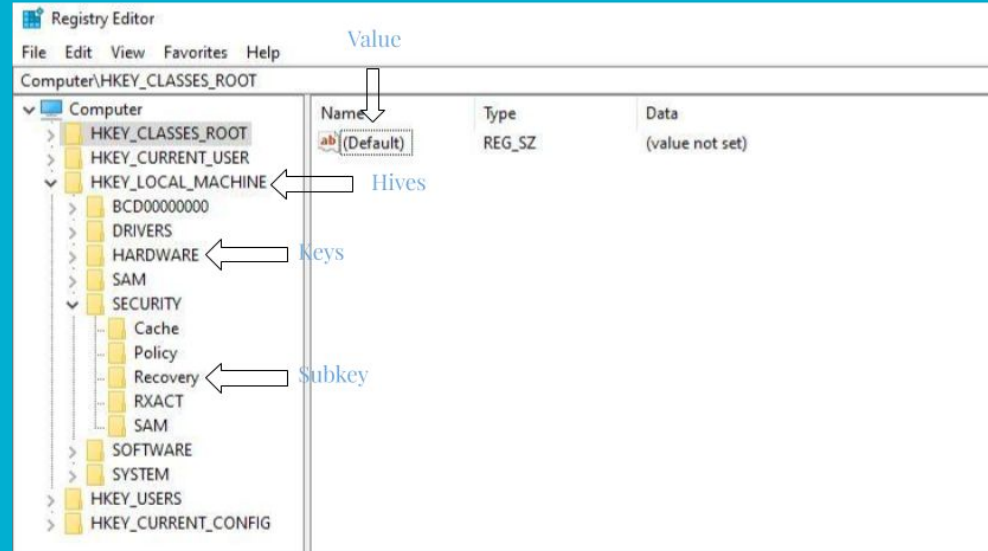 Registry Editor
File Edit View Favorites Help
Value
Computer\HKEY_CLASSES_ROOT
Computer
HKEY_CLASSES_ROOT
HKEY_CURRENT_USER
HKEY_LOCAL_MACHINE
Hives
BCD00000000
DRIVERS
HARDWARE
Keys
SAM
SECURITY
Cache
Policy
Recovery
Subkey
RXACT
SAM
SOFTWARE
SYSTEM
HKEY_USERS
HKEY_CURRENT_CONFIG
Name Type Data
ab (Default) REG_SZ (value not set)